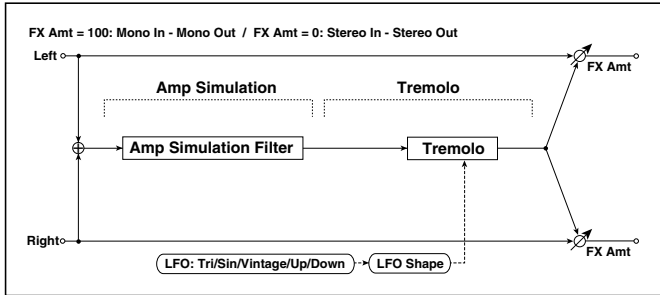 FX Amt = 100: Mono In - Mono Out / FX Amt = 0: Stereo In - Stereo Out
Left
FX Amt
Amp Simulation Tremolo
Amp Simulation Filter Tremolo
Right
FX Amt
LFO: Tri/Sin/Vintage/Up/Down LFO Shape